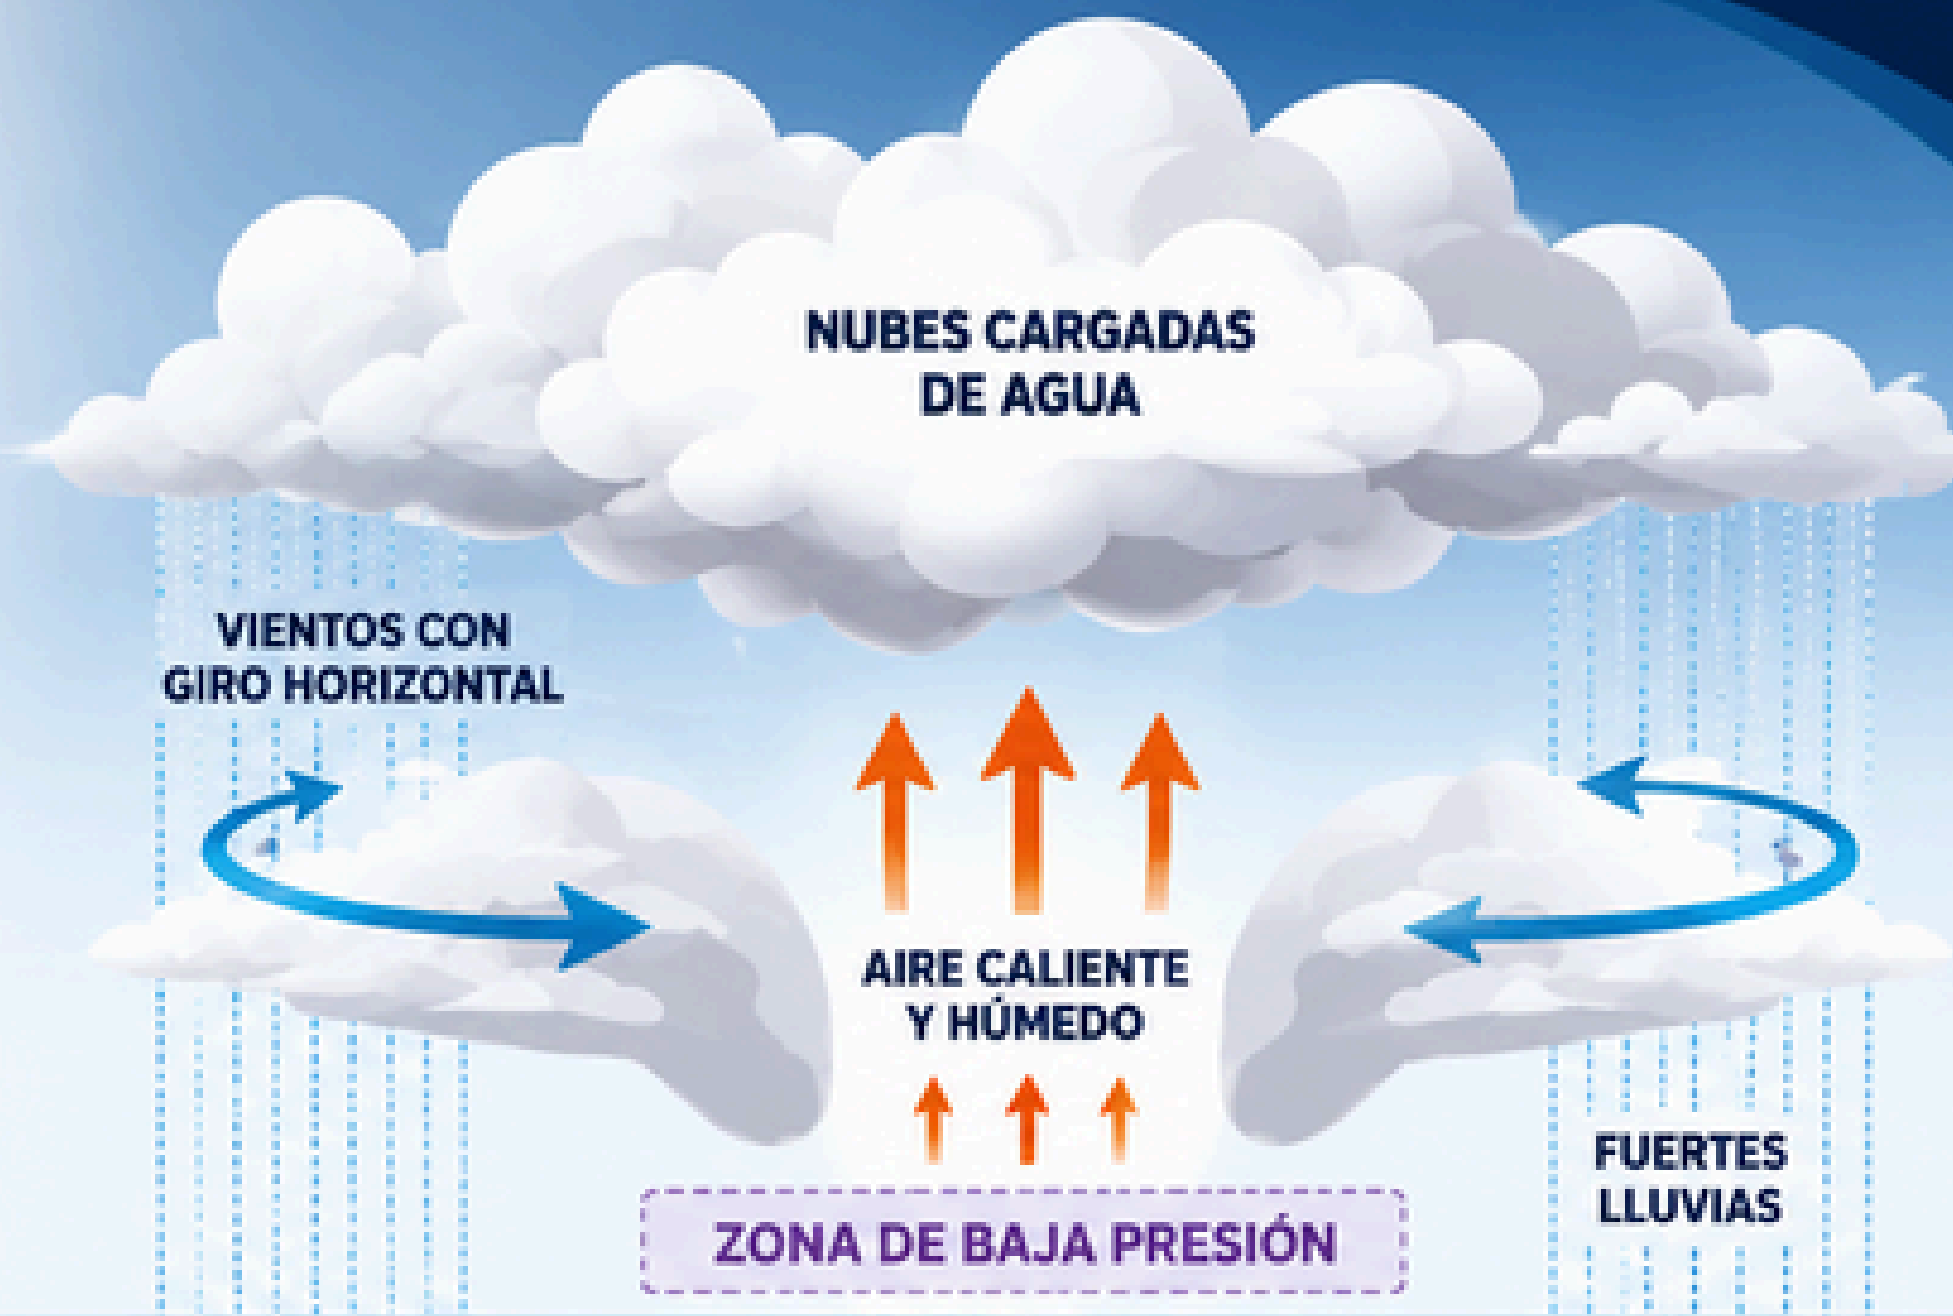 NUBES CARGADAS
DE AGUA
VIENTOS CON
GIRO HORIZONTAL
AIRE CALIENTE
Y HÚMEDO
FUERTES
LLUVIAS
ZONA DE BAJA PRESIÓN